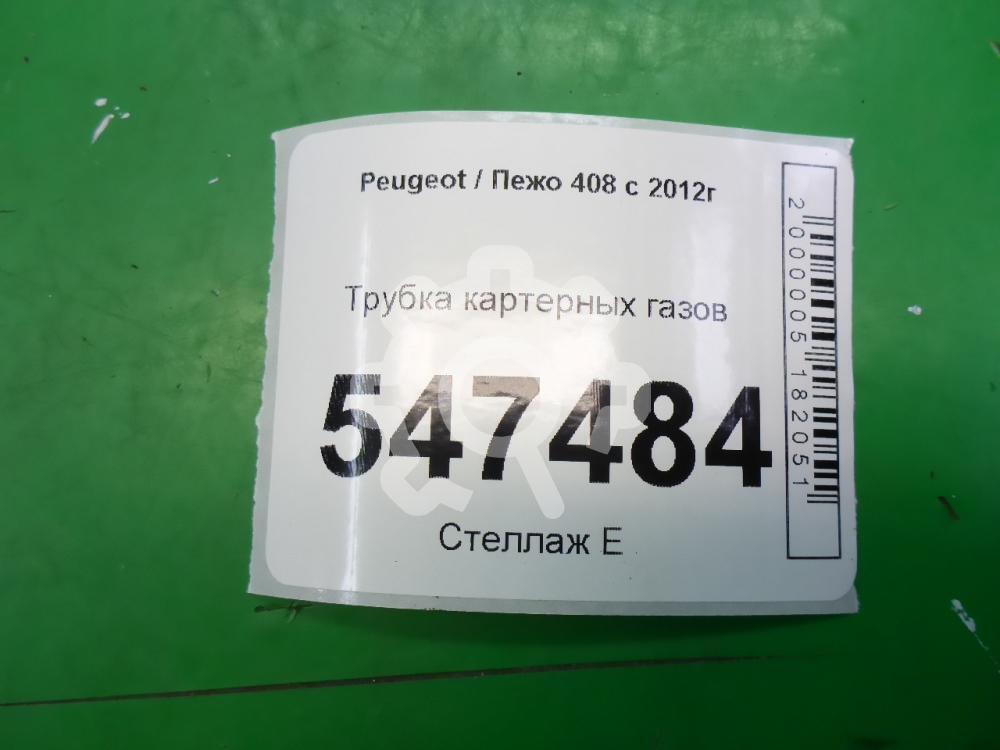 Peugeot / Пежо 408 с 2012г
Трубка картерных газов
547484
Стеллаж Е
2000005182051